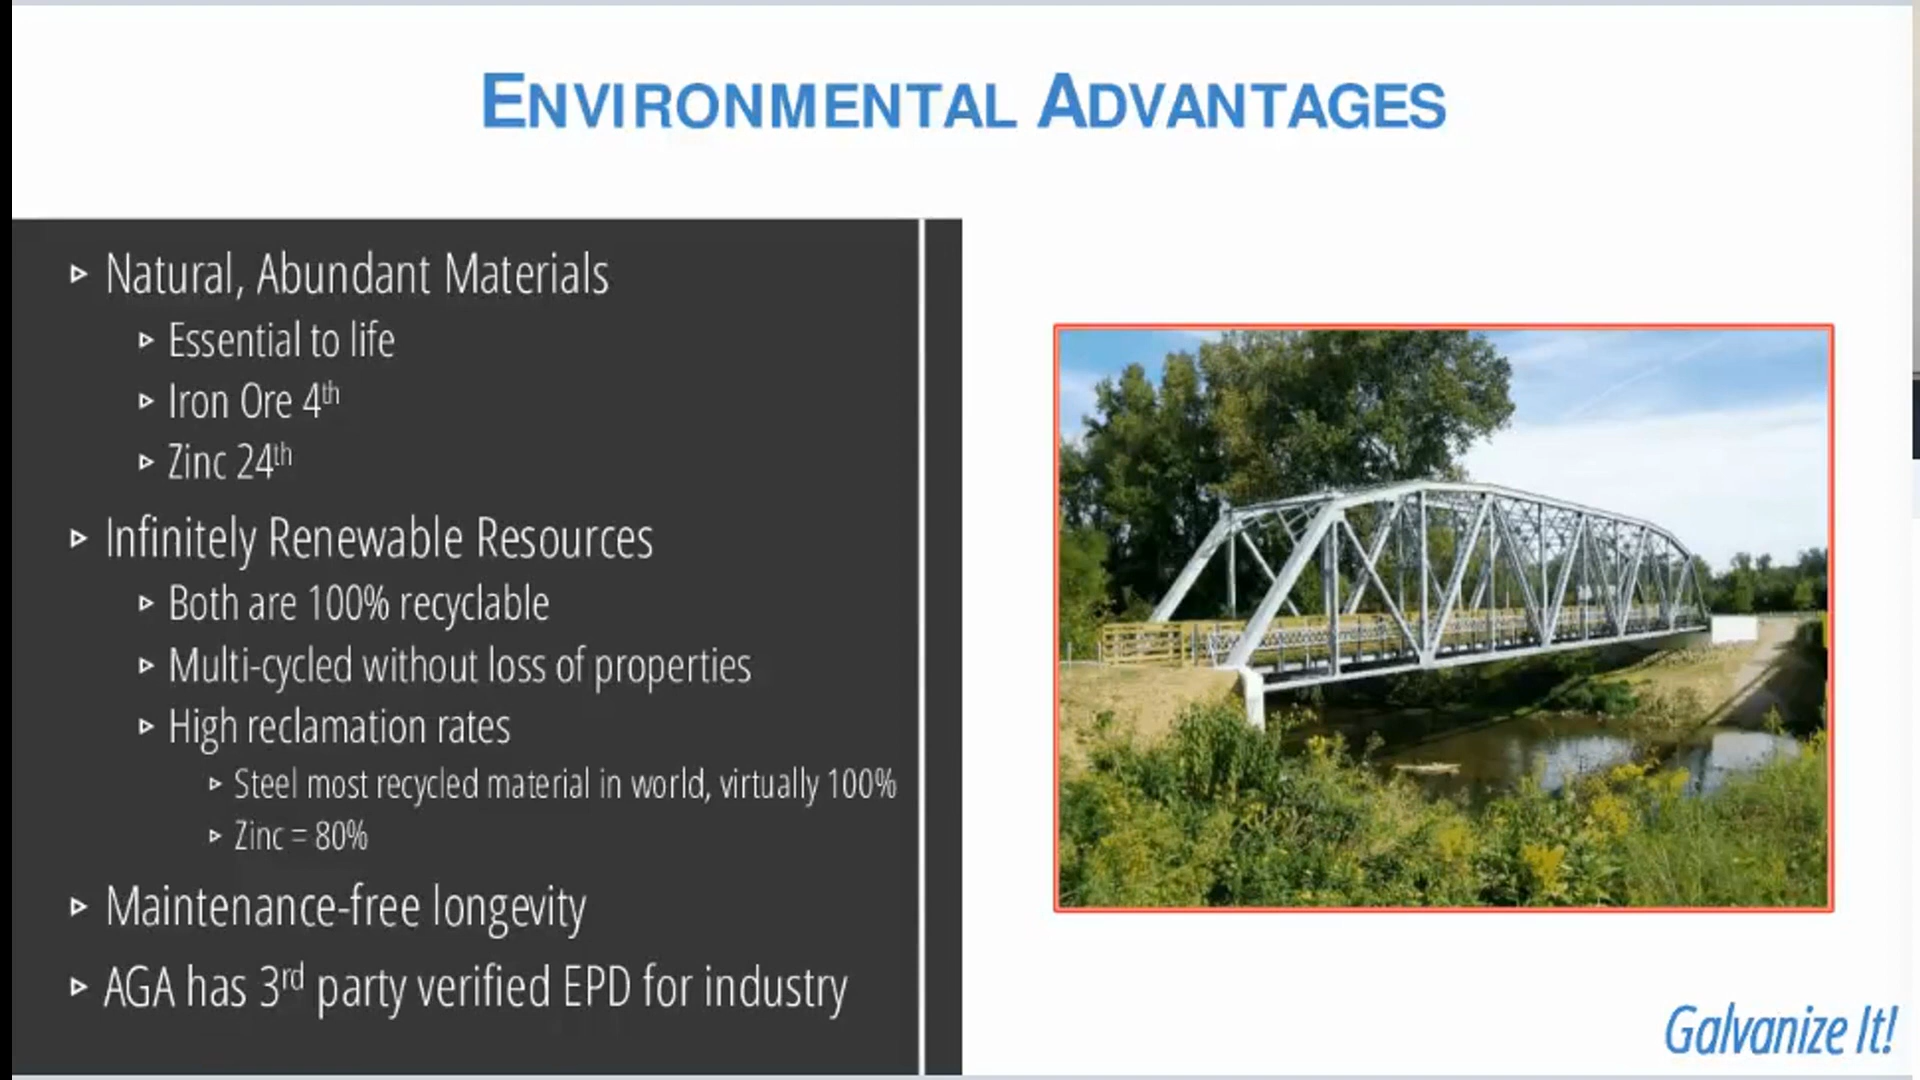 ENVIRONMENTAL ADVANTAGES
Natural, Abundant Materials
Essential to life
Iron Ore 4th
Zinc 24th
Infinitely Renewable Resources
Both are 100% recyclable
Multi-cycled without loss of properties
High reclamation rates
Steel most recycled material in world, virtually 100%
Zinc = 80%
Maintenance-free longevity
AGA has 3rd party verified EPD for industry
Galvanize It!